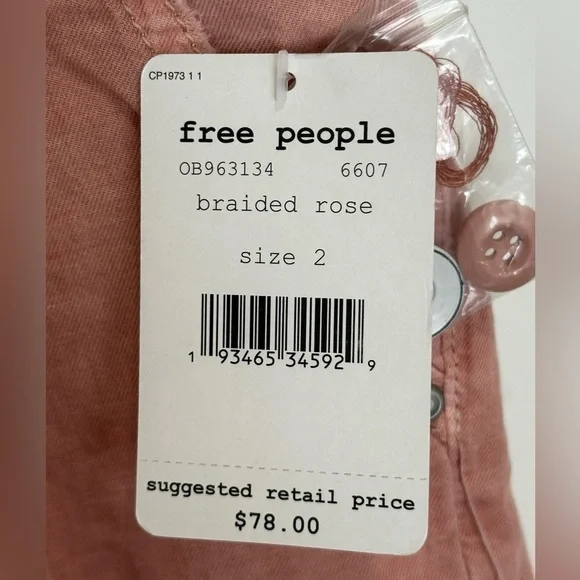 CP1973 1 1
free people
OB963134 6607
braided rose
size 2
1 93465 34592 9
suggested retail price
$78.00